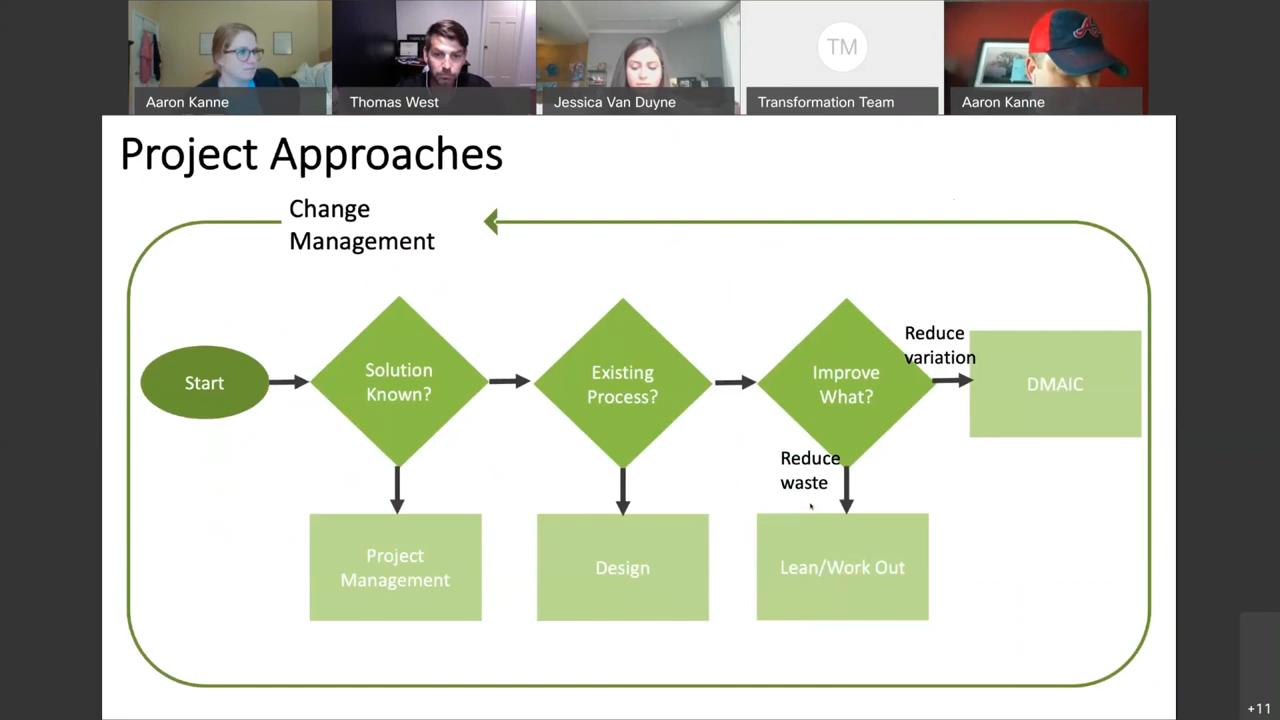 TM
Aaron Kanne
Thomas West
Jessica Van Duyne
Transformation Team
Aaron Kanne
Project Approaches
Change
Management
Start
Solution
Known?
Existing
Process?
Improve
What?
Reduce
variation
DMAIC
Reduce
waste
Project
Management
Design
Lean/Work Out
+11